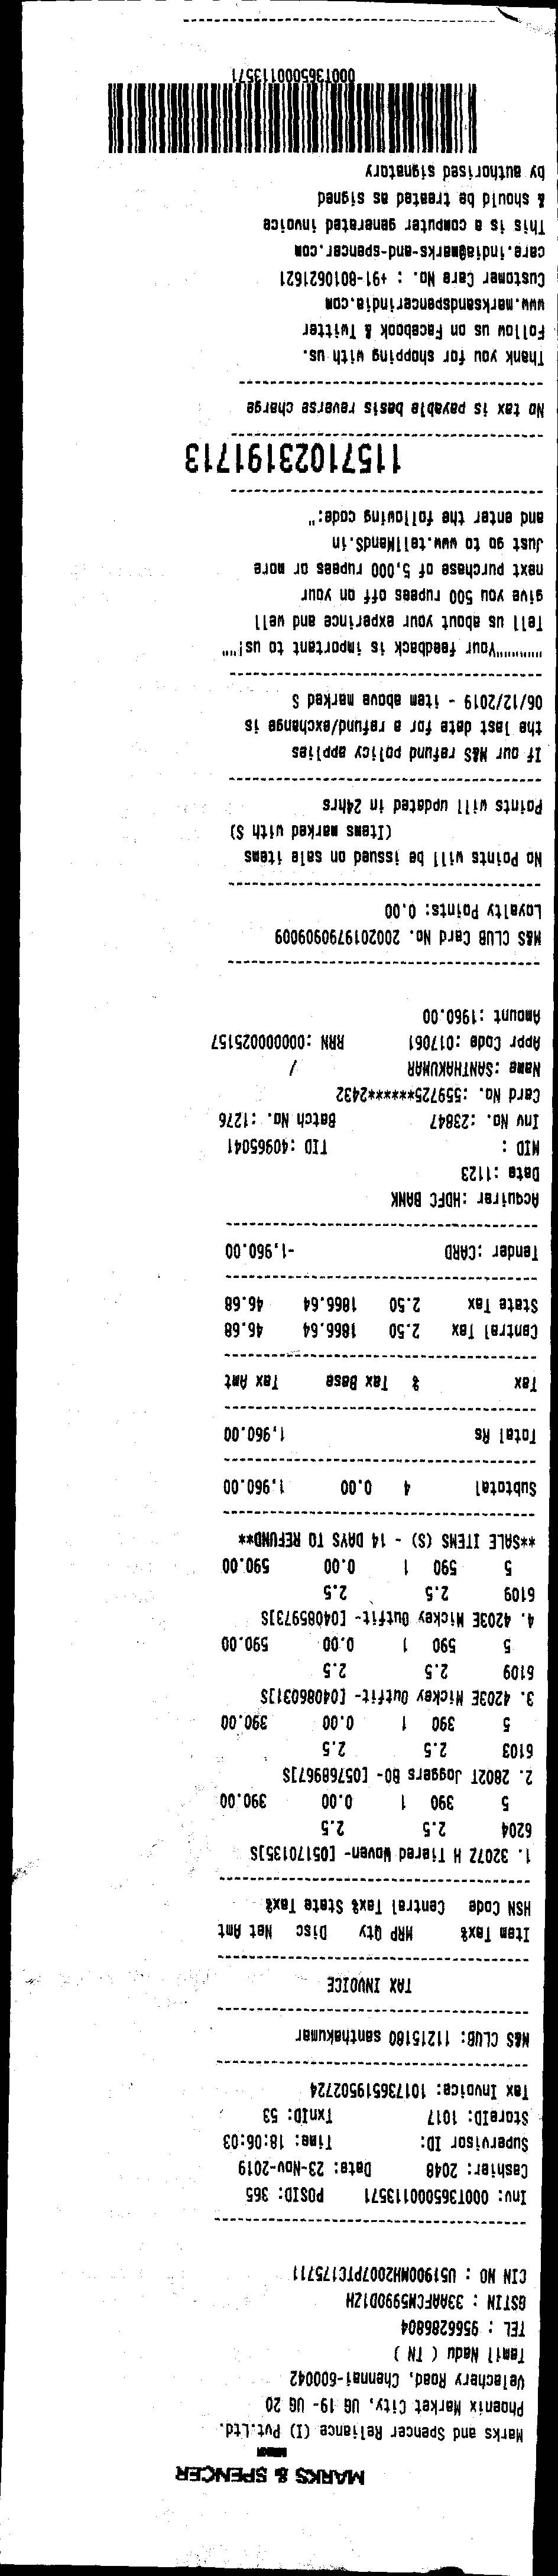 MARKS & SPENCER
Marks and Spencer Reliance (I) Pvt.Ltd.
Phoenix Market City, UG 19- UG 20
Velachery Road, Chennai-600042
Tamil Nadu ( TN )
TEL : 9566286804
GSTIN : 33AAFCM5990D1ZH
CIN NO : U51900MH2007PTC175711
Inv: 000T365000113571 POSID: 365
Cashier: 2048 Date: 23-Nov-2019
Supervisor ID: Time: 18:06:03
StoreID: 1017 TxnID: 53
Tax Invoice: 101736519502724
M&S CLUB: 11215180 santhakumar
TAX INVOICE
Item Tax% MRP Qty Disc Net Amt
HSN Code Central Tax% State Tax%
1. 3207Z H Tiered Woven- [05170135]S
6204 2.5 2.5
5 390 1 0.00 390.00
2. 2802T Joggers 80- [05768967]S
6103 2.5 2.5
5 390 1 0.00 390.00
3. 4203E Mickey Outfit- [04086031]S
6109 2.5 2.5
5 590 1 0.00 590.00
4. 4203E Mickey Outfit- [04085973]S
6109 2.5 2.5
5 590 1 0.00 590.00
**SALE ITEMS (S) - 14 DAYS TO REFUND**
Subtotal 4 0.00 1,960.00
Total Rs 1,960.00
Tax % Tax Base Tax Amt
Central Tax 2.50 1866.64 46.68
State Tax 2.50 1866.64 46.68
Tender :CARD -1,960.00
Acquirer :HDFC BANK
Date :1123
MID : TID :40965041
Inv No. :23847 Batch No. :1276
Card No. :559725******2432
Name :SANTHAKUMAR /
Appr Code :017061 RRN :000000025157
Amount :1960.00
M&S CLUB Card No. 2002019790909009
Loyalty Points: 0.00
No Points will be issued on sale items
(Items marked with S)
Points will updated in 24hrs
If our M&S refund policy applies
the last date for a refund/exchange is
06/12/2019 - item above marked S
"""""Your feedback is important to us!""
Tell us about your experince and well
give you 500 rupees off on your
next purchase of 5,000 rupees or more
Just go to www.tellMandS.in
and enter the following code:"
11571023191713
No tax is payable basis reverse charge
Thank you for shopping with us.
Follow us on Facebook & Twitter
www.marksandspencerindia.com
Customer Care No. : +91-8010621621
care.india@marks-and-spencer.com
This is a computer generated invoice
& should be treated as signed
by authorised signatory
000T365000113571